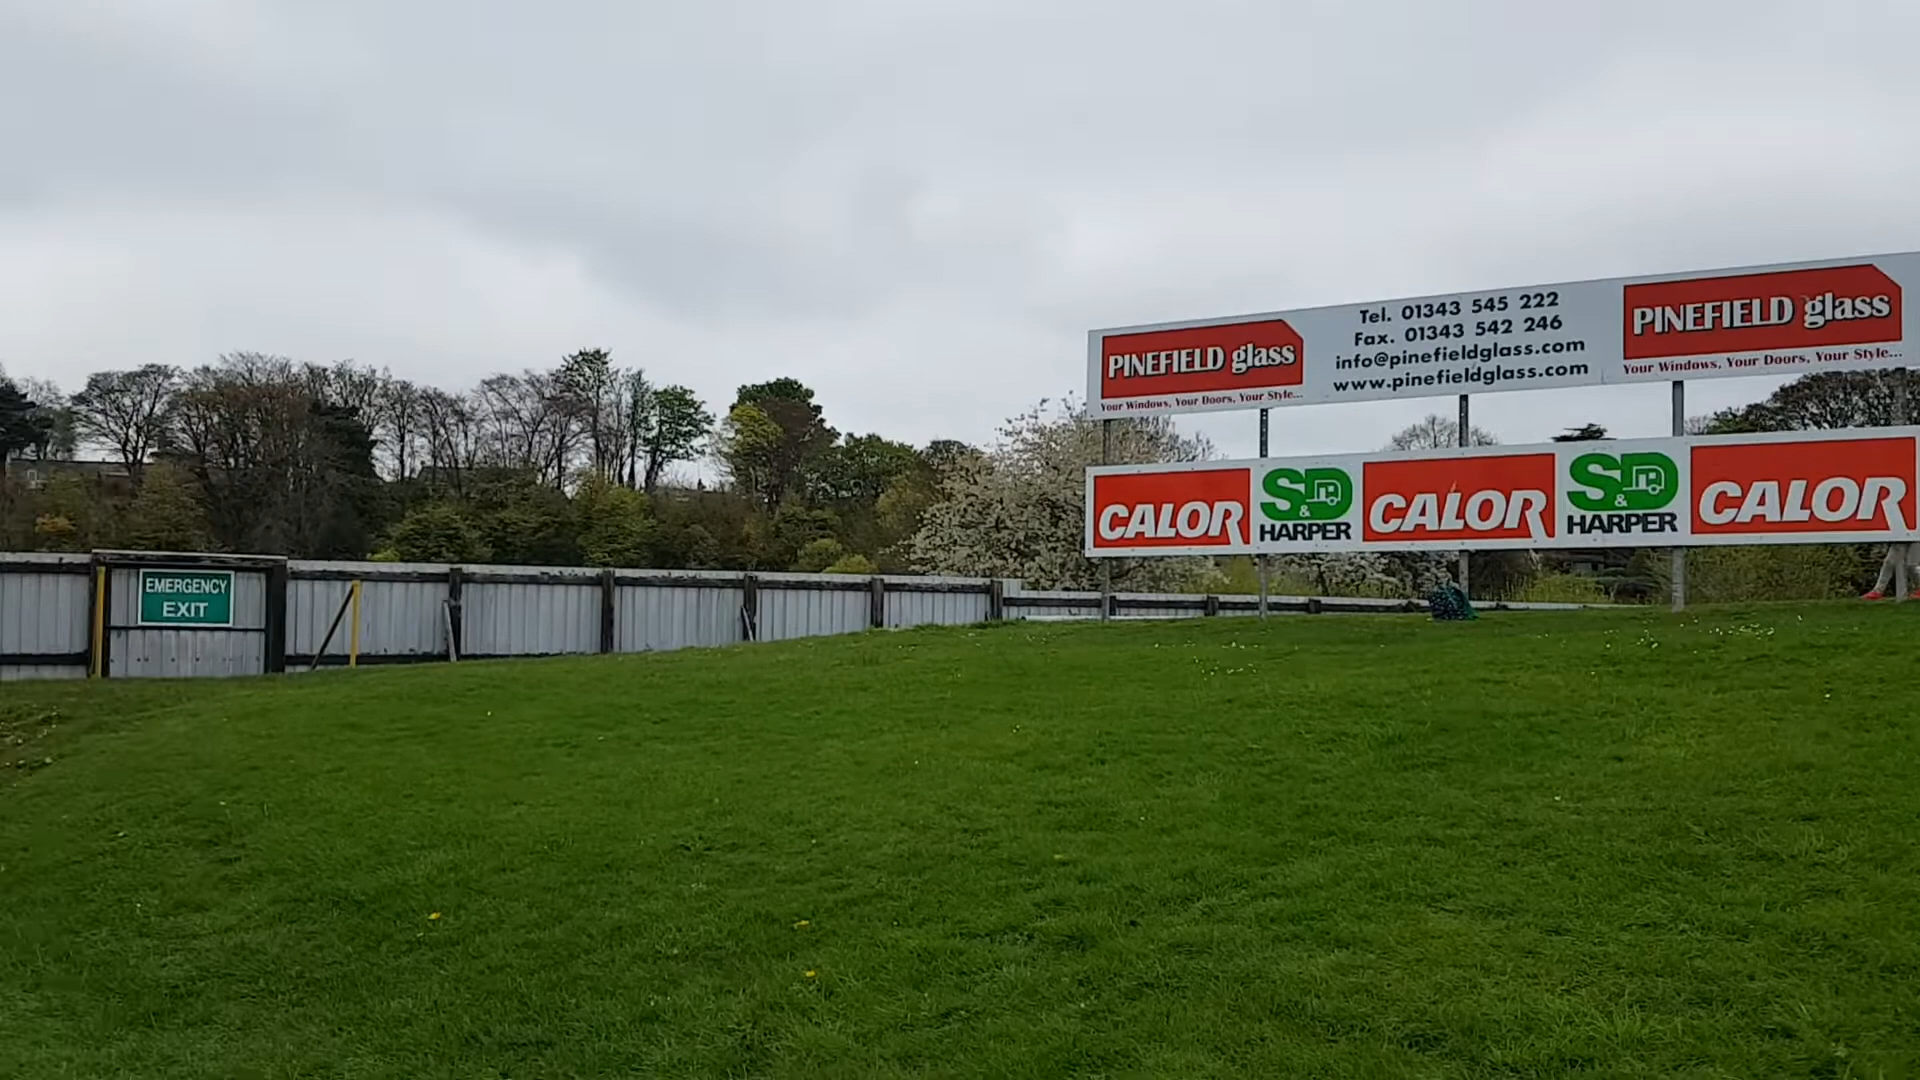 EMERGENCY
EXIT
PINEFIELD glass
Your Windows, Your Doors, Your Style...
Tel. 01343 545 222
Fax. 01343 542 246
info@pinefieldglass.com
www.pinefieldglass.com
PINEFIELD glass
Your Windows, Your Doors, Your Style...
CALOR
S&D
HARPER
CALOR
S&D
HARPER
CALOR